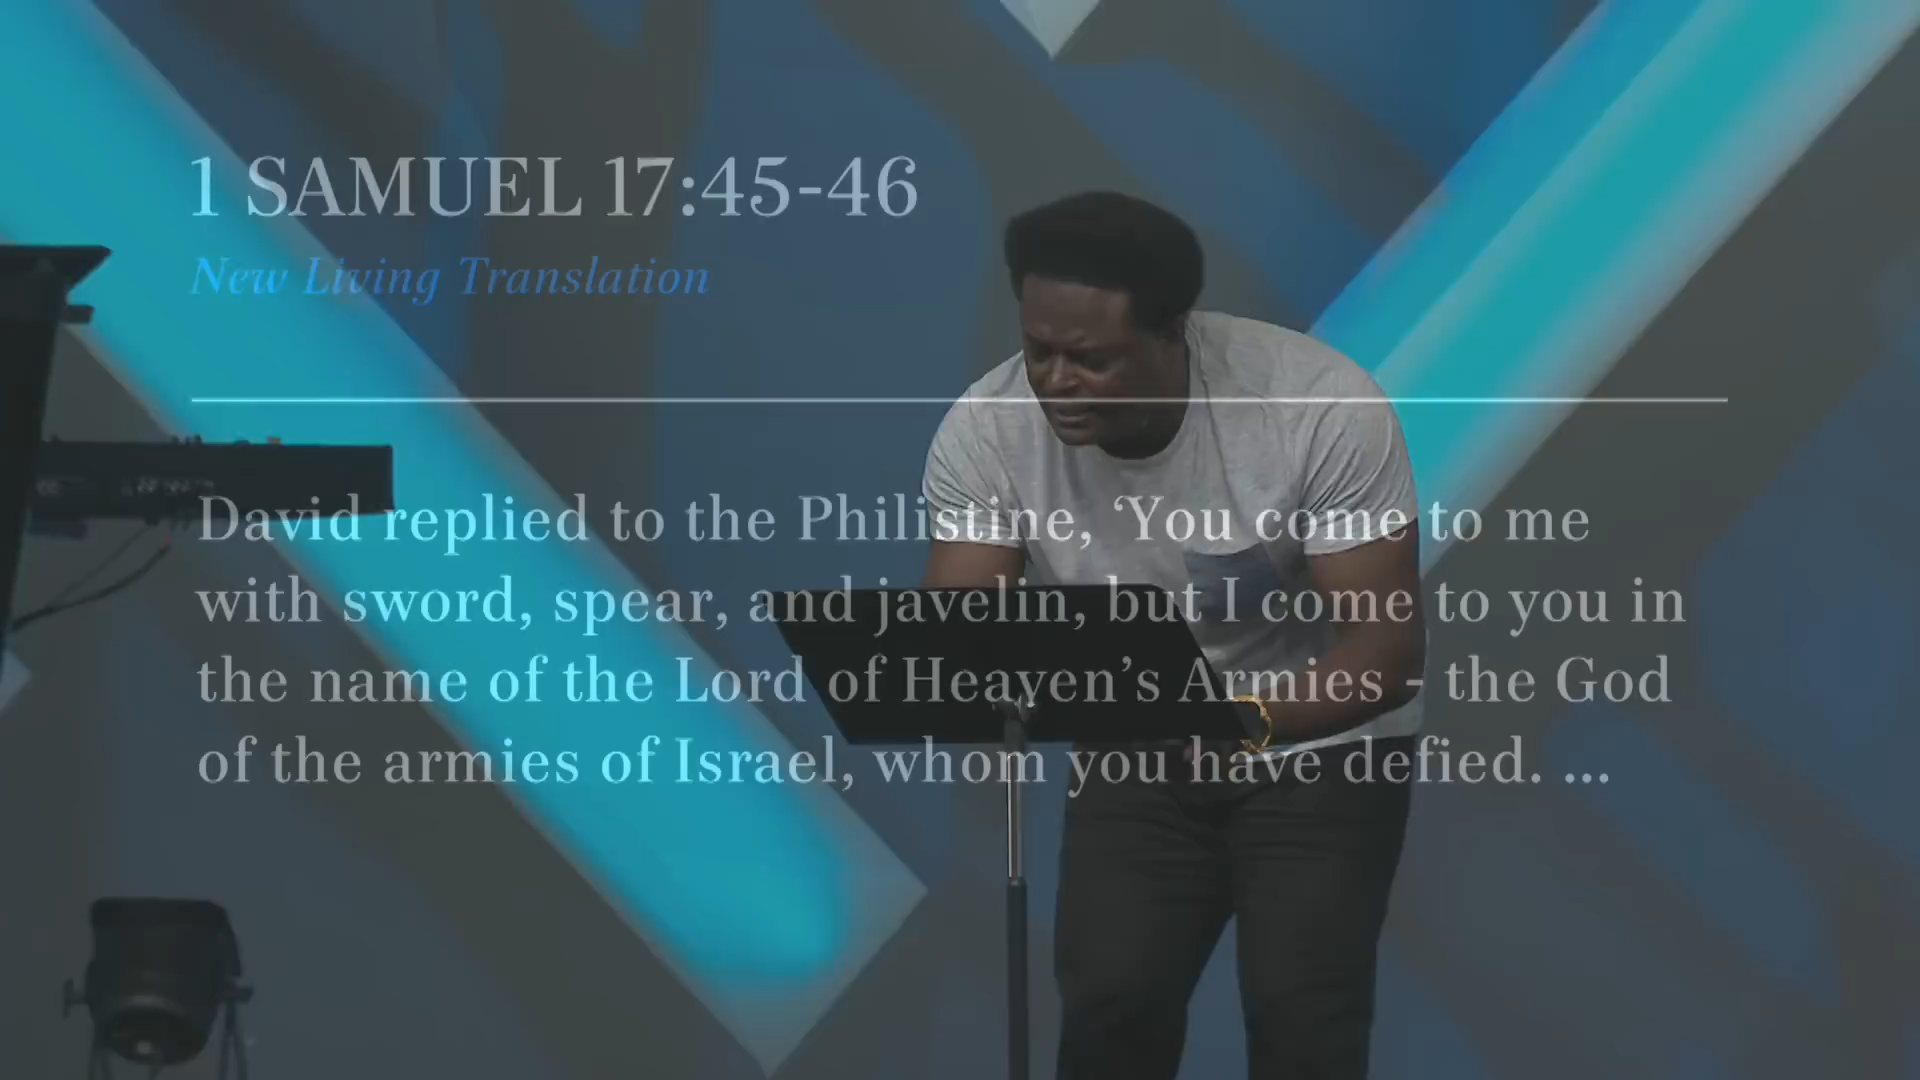 1 SAMUEL 17:45-46
New Living Translation
David replied to the Philistine, ‘You come to me
with sword, spear, and javelin, but I come to you in
the name of the Lord of Heaven’s Armies - the God
of the armies of Israel, whom you have defied. ...